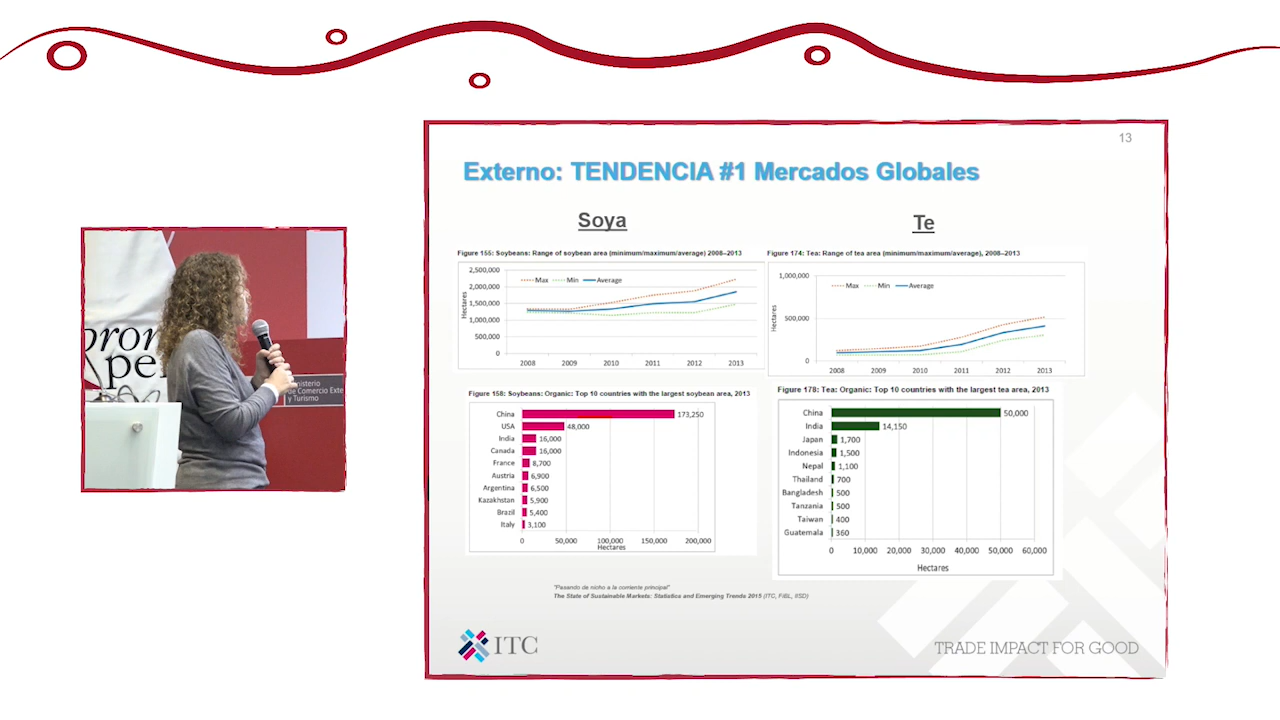 prom
per
inisterio
de Comercio Exte
y Turismo
13
Externo: TENDENCIA #1 Mercados Globales
Soya
Te
Figure 155: Soybeans: Range of soybean area (minimum/maximum/average) 2008–2013
2,500,000
2,000,000
1,500,000
1,000,000
500,000
0
Hectares
Max Min Average
2008 2009 2010 2011 2012 2013
Figure 174: Tea: Range of tea area (minimum/maximum/average), 2008–2013
1,000,000
500,000
0
Hectares
Max Min Average
2008 2009 2010 2011 2012 2013
Figure 158: Soybeans: Organic: Top 10 countries with the largest soybean area, 2013
China 173,250
USA 48,000
India 16,000
Canada 16,000
France 8,700
Austria 6,900
Argentina 6,500
Kazakhstan 5,900
Brazil 5,400
Italy 3,100
0 50,000 100,000 150,000 200,000
Hectares
Figure 178: Tea: Organic: Top 10 countries with the largest tea area, 2013
China 50,000
India 14,150
Japan 1,700
Indonesia 1,500
Nepal 1,100
Thailand 700
Bangladesh 500
Tanzania 500
Taiwan 400
Guatemala 360
0 10,000 20,000 30,000 40,000 50,000 60,000
Hectares
"Pasando de nicho a la corriente principal"
The State of Sustainable Markets: Statistics and Emerging Trends 2015 (ITC, FiBL, IISD)
ITC
TRADE IMPACT FOR GOOD